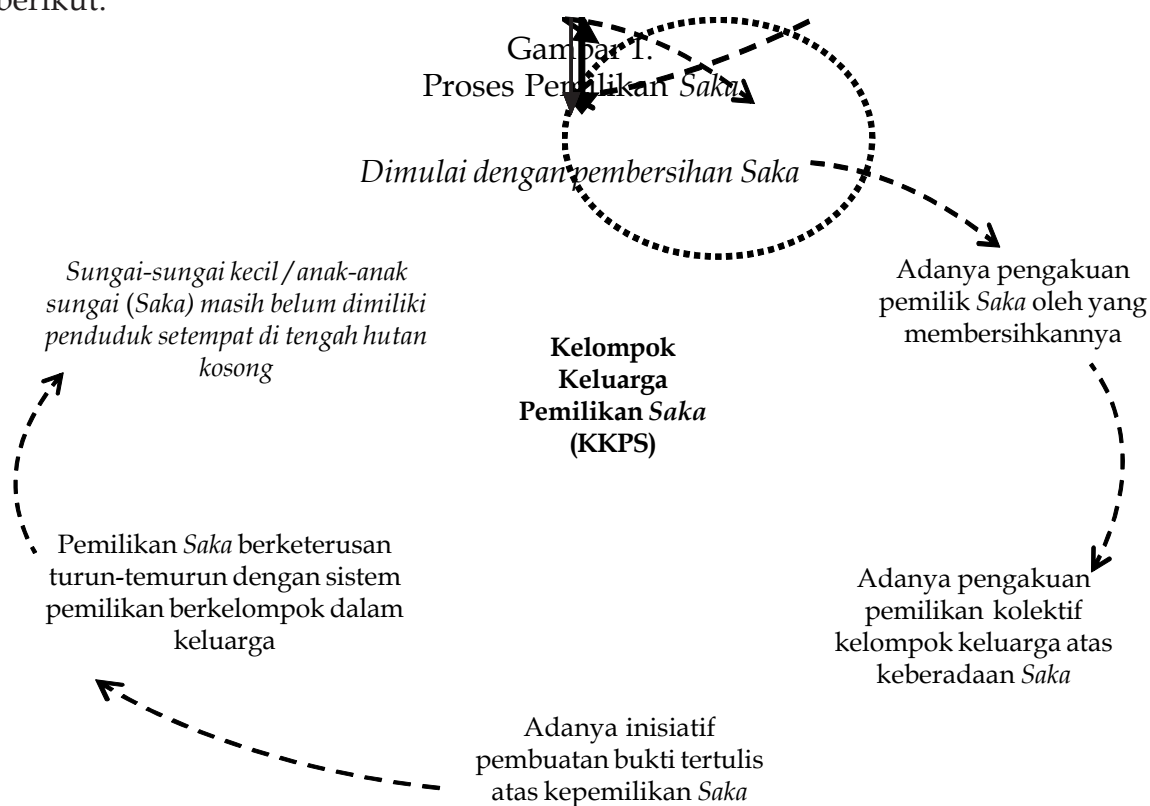 berikut.
Gambar 1.
Proses Pemilikan Saka
Dimulai dengan pembersihan Saka
Adanya pengakuan
pemilik Saka oleh yang
membersihkannya
Adanya pengakuan
pemilikan kolektif
kelompok keluarga atas
keberadaan Saka
Adanya inisiatif
pembuatan bukti tertulis
atas kepemilikan Saka
Pemilikan Saka berketerusan
turun-temurun dengan sistem
pemilikan berkelompok dalam
keluarga
Sungai-sungai kecil/anak-anak
sungai (Saka) masih belum dimiliki
penduduk setempat di tengah hutan
kosong
Kelompok
Keluarga
Pemilikan Saka
(KKPS)